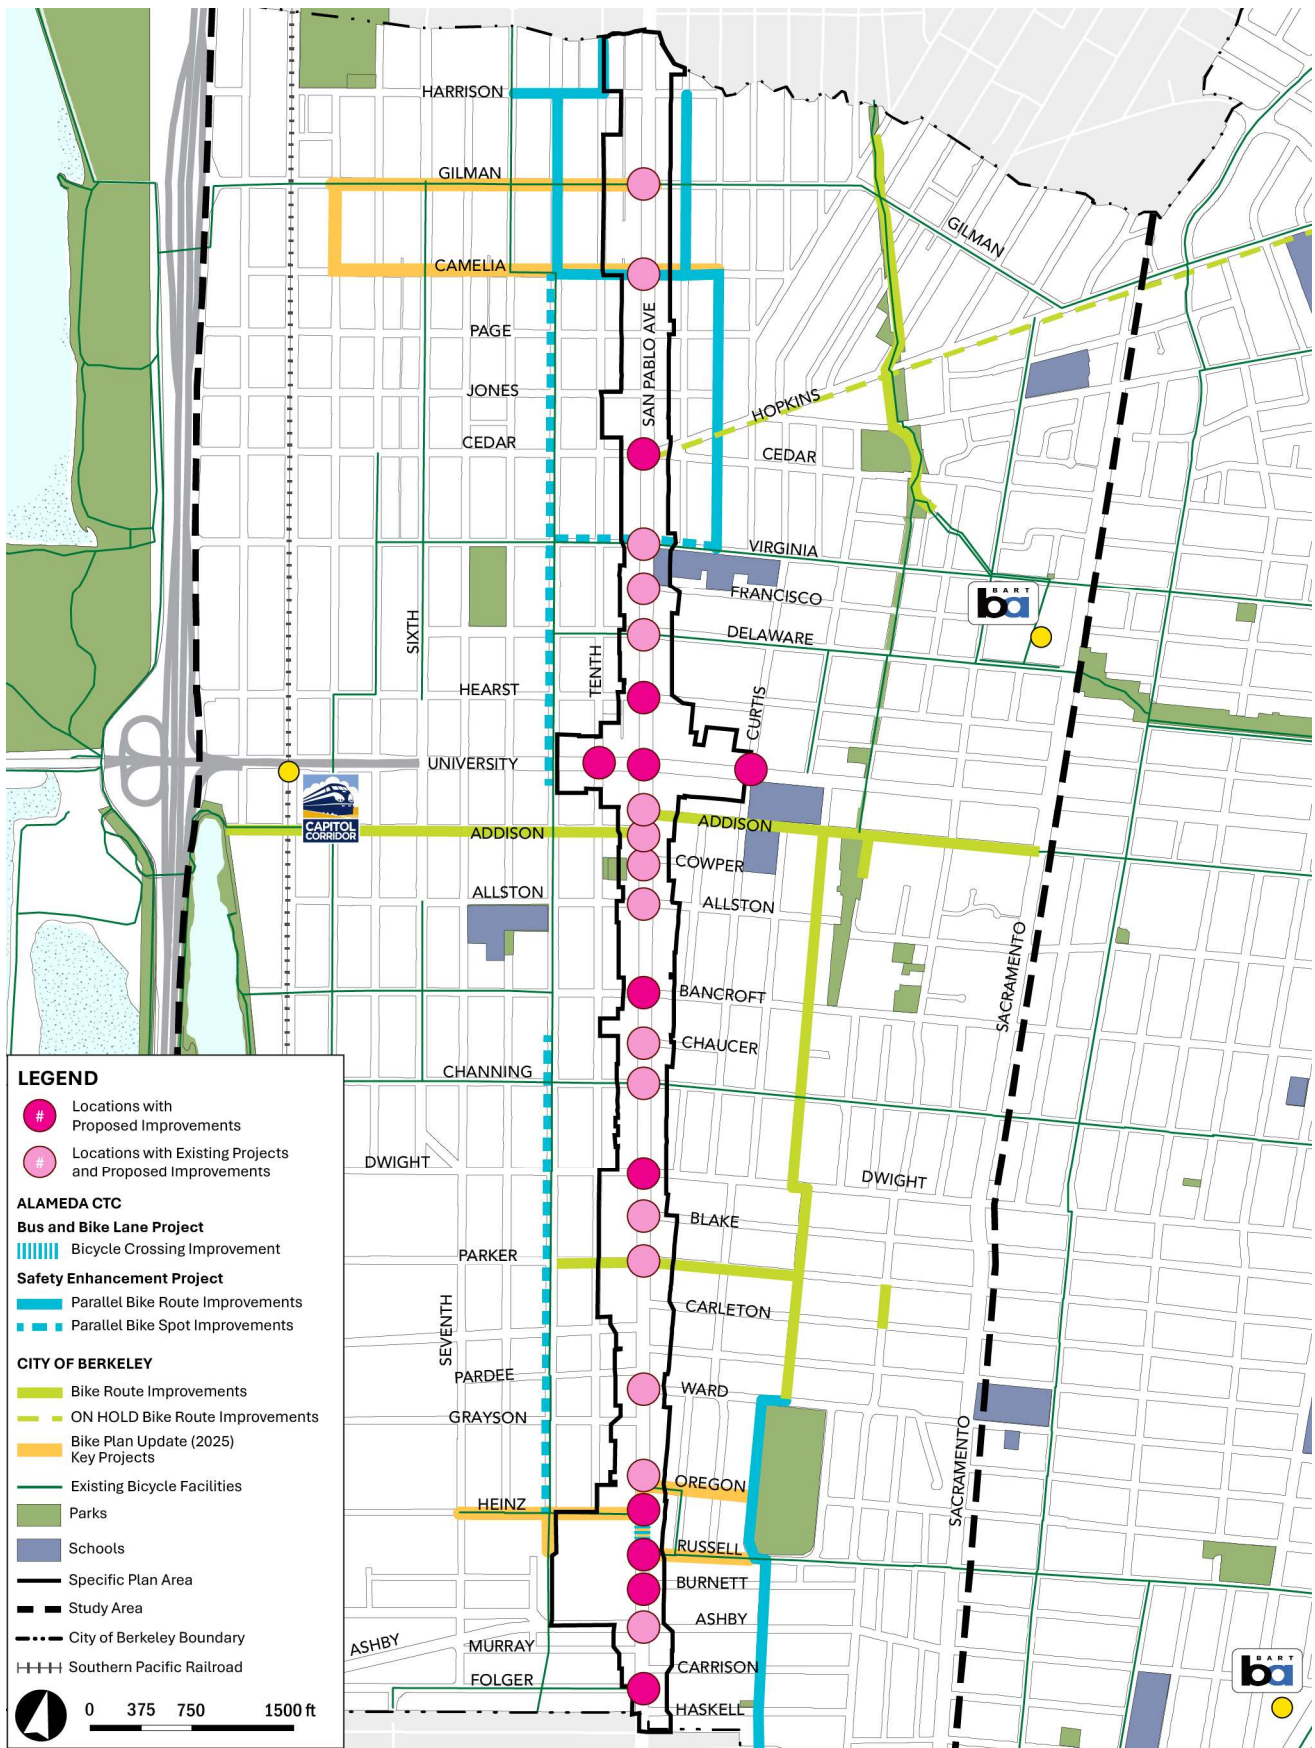 HARRISON
GILMAN
GILMAN
CAMELIA
PAGE
SAN PABLO AVE
JONES
HOPKINS
CEDAR
CEDAR
VIRGINIA
BART
ba
FRANCISCO
SIXTH
DELAWARE
TENTH
HEARST
CURTIS
UNIVERSITY
CAPITOL
CORRIDOR
ADDISON
ADDISON
COWPER
ALLSTON
ALLSTON
SACRAMENTO
BANCROFT
CHAUCER
CHANNING
DWIGHT
DWIGHT
BLAKE
PARKER
CARLETON
SEVENTH
PARDEE
WARD
GRAYSON
SACRAMENTO
OREGON
HEINZ
RUSSELL
BURNETT
ASHBY
ASHBY
MURRAY
CARRISON
FOLGER
HASKELL
BART
ba
LEGEND
# Locations with
Proposed Improvements
# Locations with Existing Projects
and Proposed Improvements
ALAMEDA CTC
Bus and Bike Lane Project
Bicycle Crossing Improvement
Safety Enhancement Project
Parallel Bike Route Improvements
Parallel Bike Spot Improvements
CITY OF BERKELEY
Bike Route Improvements
ON HOLD Bike Route Improvements
Bike Plan Update (2025)
Key Projects
Existing Bicycle Facilities
Parks
Schools
Specific Plan Area
Study Area
City of Berkeley Boundary
Southern Pacific Railroad
0 375 750 1500 ft